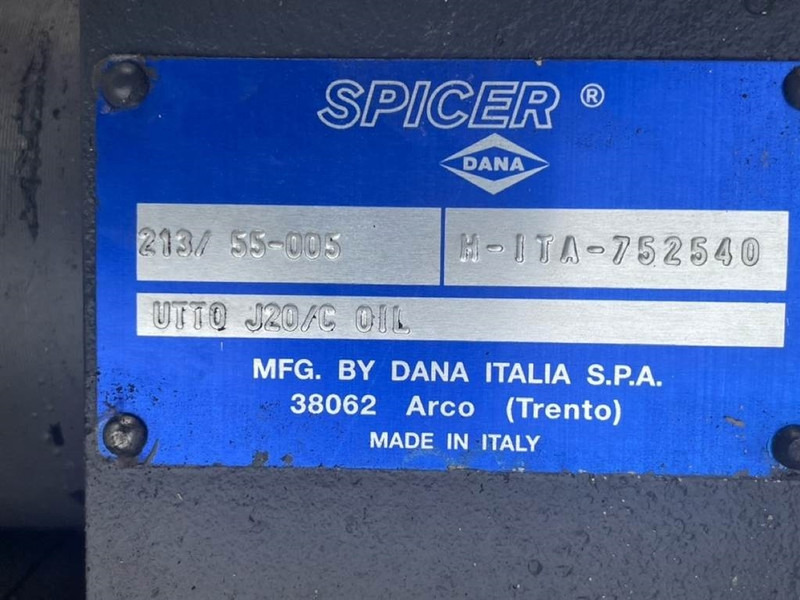 SPICER ®
DANA
213/ 55-005 H-ITA-752540
UTTO J20/C OIL
MFG. BY DANA ITALIA S.P.A.
38062 Arco (Trento)
MADE IN ITALY